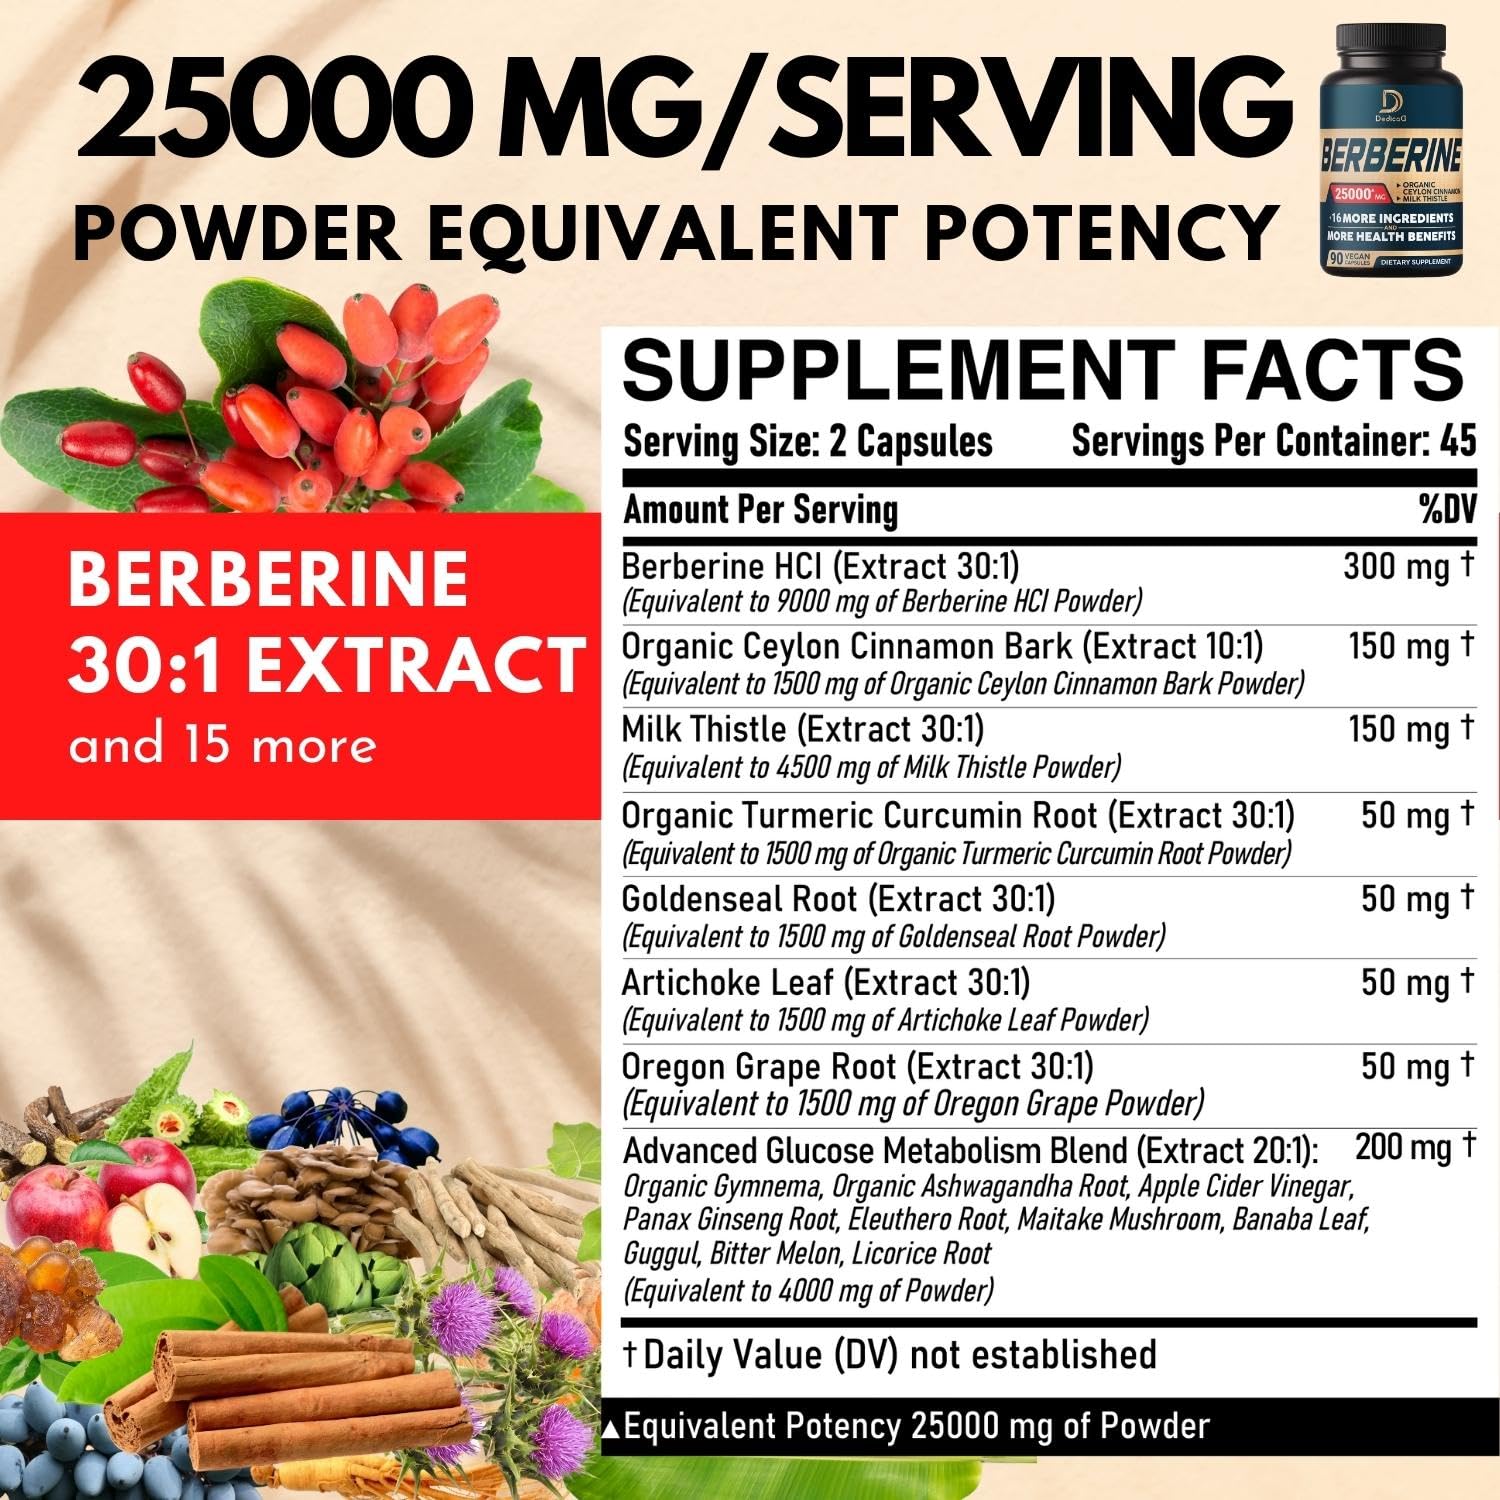 25000 MG/SERVING
POWDER EQUIVALENT POTENCY
D
DedicaD
BERBERINE
25000* MG
▸ ORGANIC
CEYLON CINNAMON
▸ MILK THISTLE
+16 MORE INGREDIENTS
AND
MORE HEALTH BENEFITS
90 VEGAN
CAPSULES
DIETARY SUPPLEMENT
BERBERINE
30:1 EXTRACT
and 15 more
SUPPLEMENT FACTS
Serving Size: 2 Capsules Servings Per Container: 45
Amount Per Serving %DV
Berberine HCl (Extract 30:1) 300 mg †
(Equivalent to 9000 mg of Berberine HCl Powder)
Organic Ceylon Cinnamon Bark (Extract 10:1) 150 mg †
(Equivalent to 1500 mg of Organic Ceylon Cinnamon Bark Powder)
Milk Thistle (Extract 30:1) 150 mg †
(Equivalent to 4500 mg of Milk Thistle Powder)
Organic Turmeric Curcumin Root (Extract 30:1) 50 mg †
(Equivalent to 1500 mg of Organic Turmeric Curcumin Root Powder)
Goldenseal Root (Extract 30:1) 50 mg †
(Equivalent to 1500 mg of Goldenseal Root Powder)
Artichoke Leaf (Extract 30:1) 50 mg †
(Equivalent to 1500 mg of Artichoke Leaf Powder)
Oregon Grape Root (Extract 30:1) 50 mg †
(Equivalent to 1500 mg of Oregon Grape Powder)
Advanced Glucose Metabolism Blend (Extract 20:1): 200 mg †
Organic Gymnema, Organic Ashwagandha Root, Apple Cider Vinegar,
Panax Ginseng Root, Eleuthero Root, Maitake Mushroom, Banaba Leaf,
Guggul, Bitter Melon, Licorice Root
(Equivalent to 4000 mg of Powder)
† Daily Value (DV) not established
▲Equivalent Potency 25000 mg of Powder